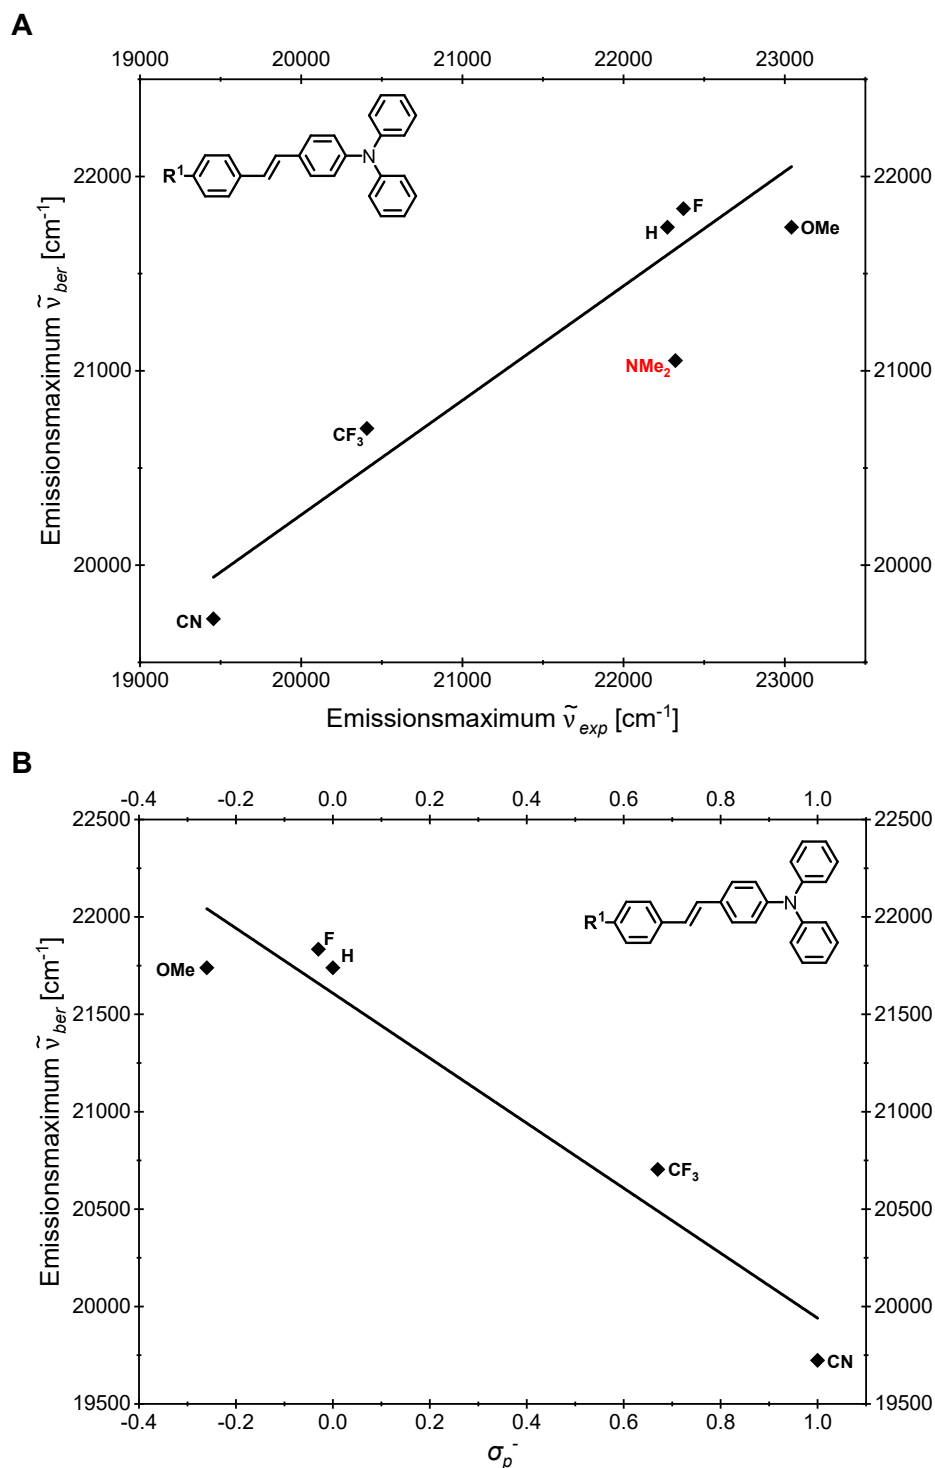 A
19000 20000 21000 22000 23000
R¹ N
22000 F 22000
H OMe
21000 NMe₂ 21000
CF₃
20000 20000
CN
Emissionsmaximum ν̃ber [cm⁻¹]
19000 20000 21000 22000 23000
Emissionsmaximum ν̃exp [cm⁻¹]
B
-0.4 -0.2 0.0 0.2 0.4 0.6 0.8 1.0
22500 22500
R¹ N
22000 22000
F
OMe H
21500 21500
21000 21000
CF₃
20500 20500
20000 20000
CN
19500 19500
Emissionsmaximum ν̃ber [cm⁻¹]
-0.4 -0.2 0.0 0.2 0.4 0.6 0.8 1.0
σp⁻